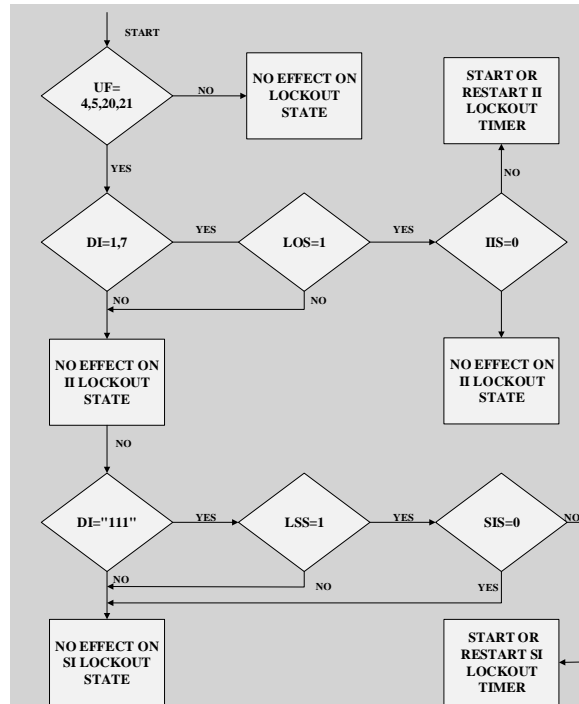 START
UF=
4,5,20,21
NO
NO EFFECT ON
LOCKOUT
STATE
START OR
RESTART II
LOCKOUT
TIMER
YES
NO
DI=1,7
YES
LOS=1
YES
IIS=0
NO
NO
NO EFFECT ON
II LOCKOUT
STATE
NO EFFECT ON
II LOCKOUT
STATE
NO
DI="111"
YES
LSS=1
YES
SIS=0
NO
NO
NO
YES
NO EFFECT ON
SI LOCKOUT
STATE
START OR
RESTART SI
LOCKOUT
TIMER